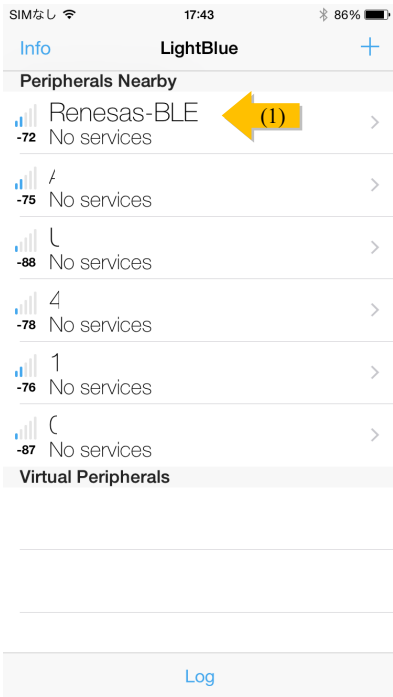 SIMなし 17:43 86%
Info LightBlue +
Peripherals Nearby
Renesas-BLE (1)
-72 No services
-75 No services
-88 No services
4
-78 No services
1
-76 No services
-87 No services
Virtual Peripherals
Log